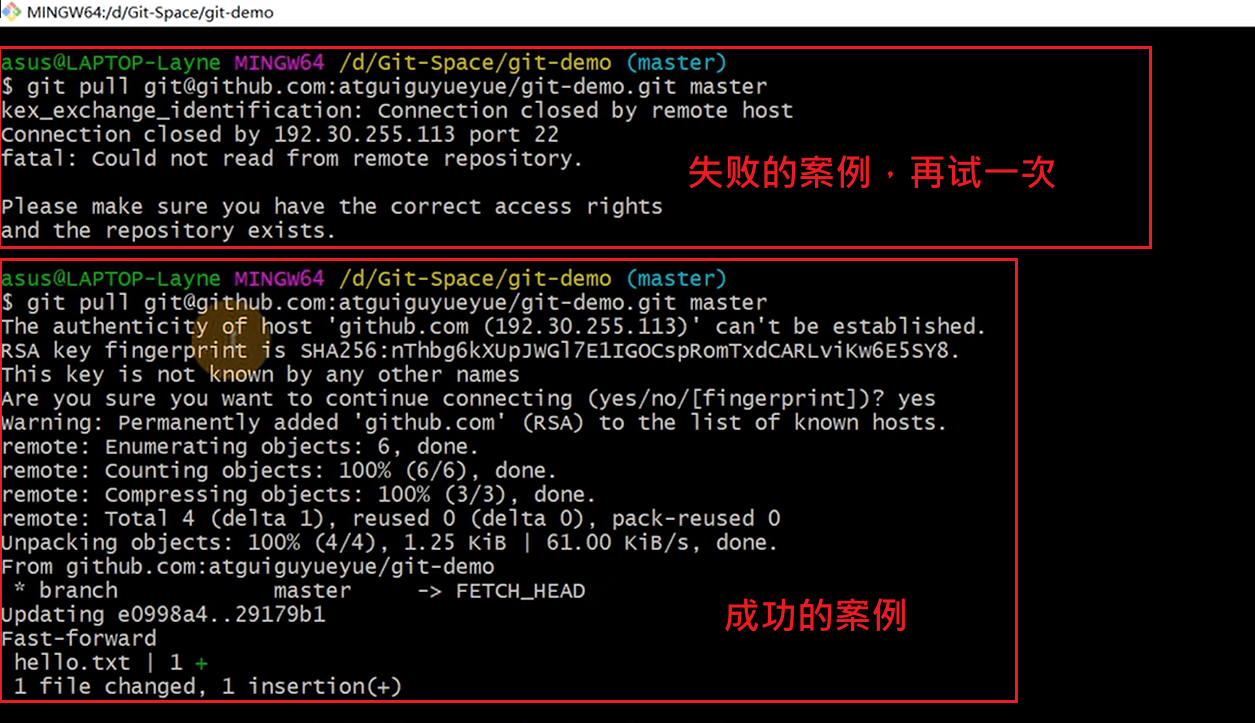 MINGW64:/d/Git-Space/git-demo
asus@LAPTOP-Layne MINGW64 /d/Git-Space/git-demo (master)
$ git pull git@github.com:atguiguyueyue/git-demo.git master
kex_exchange_identification: Connection closed by remote host
Connection closed by 192.30.255.113 port 22
fatal: Could not read from remote repository.
失败的案例，再试一次
Please make sure you have the correct access rights
and the repository exists.
asus@LAPTOP-Layne MINGW64 /d/Git-Space/git-demo (master)
$ git pull git@github.com:atguiguyueyue/git-demo.git master
The authenticity of host 'github.com (192.30.255.113)' can't be established.
RSA key fingerprint is SHA256:nThbg6kXUpJWGl7E1IGOCspRomTxdCARLviKw6E5SY8.
This key is not known by any other names
Are you sure you want to continue connecting (yes/no/[fingerprint])? yes
Warning: Permanently added 'github.com' (RSA) to the list of known hosts.
remote: Enumerating objects: 6, done.
remote: Counting objects: 100% (6/6), done.
remote: Compressing objects: 100% (3/3), done.
remote: Total 4 (delta 1), reused 0 (delta 0), pack-reused 0
Unpacking objects: 100% (4/4), 1.25 KiB | 61.00 KiB/s, done.
From github.com:atguiguyueyue/git-demo
* branch master -> FETCH_HEAD
Updating e0998a4..29179b1
成功的案例
Fast-forward
hello.txt | 1 +
1 file changed, 1 insertion(+)